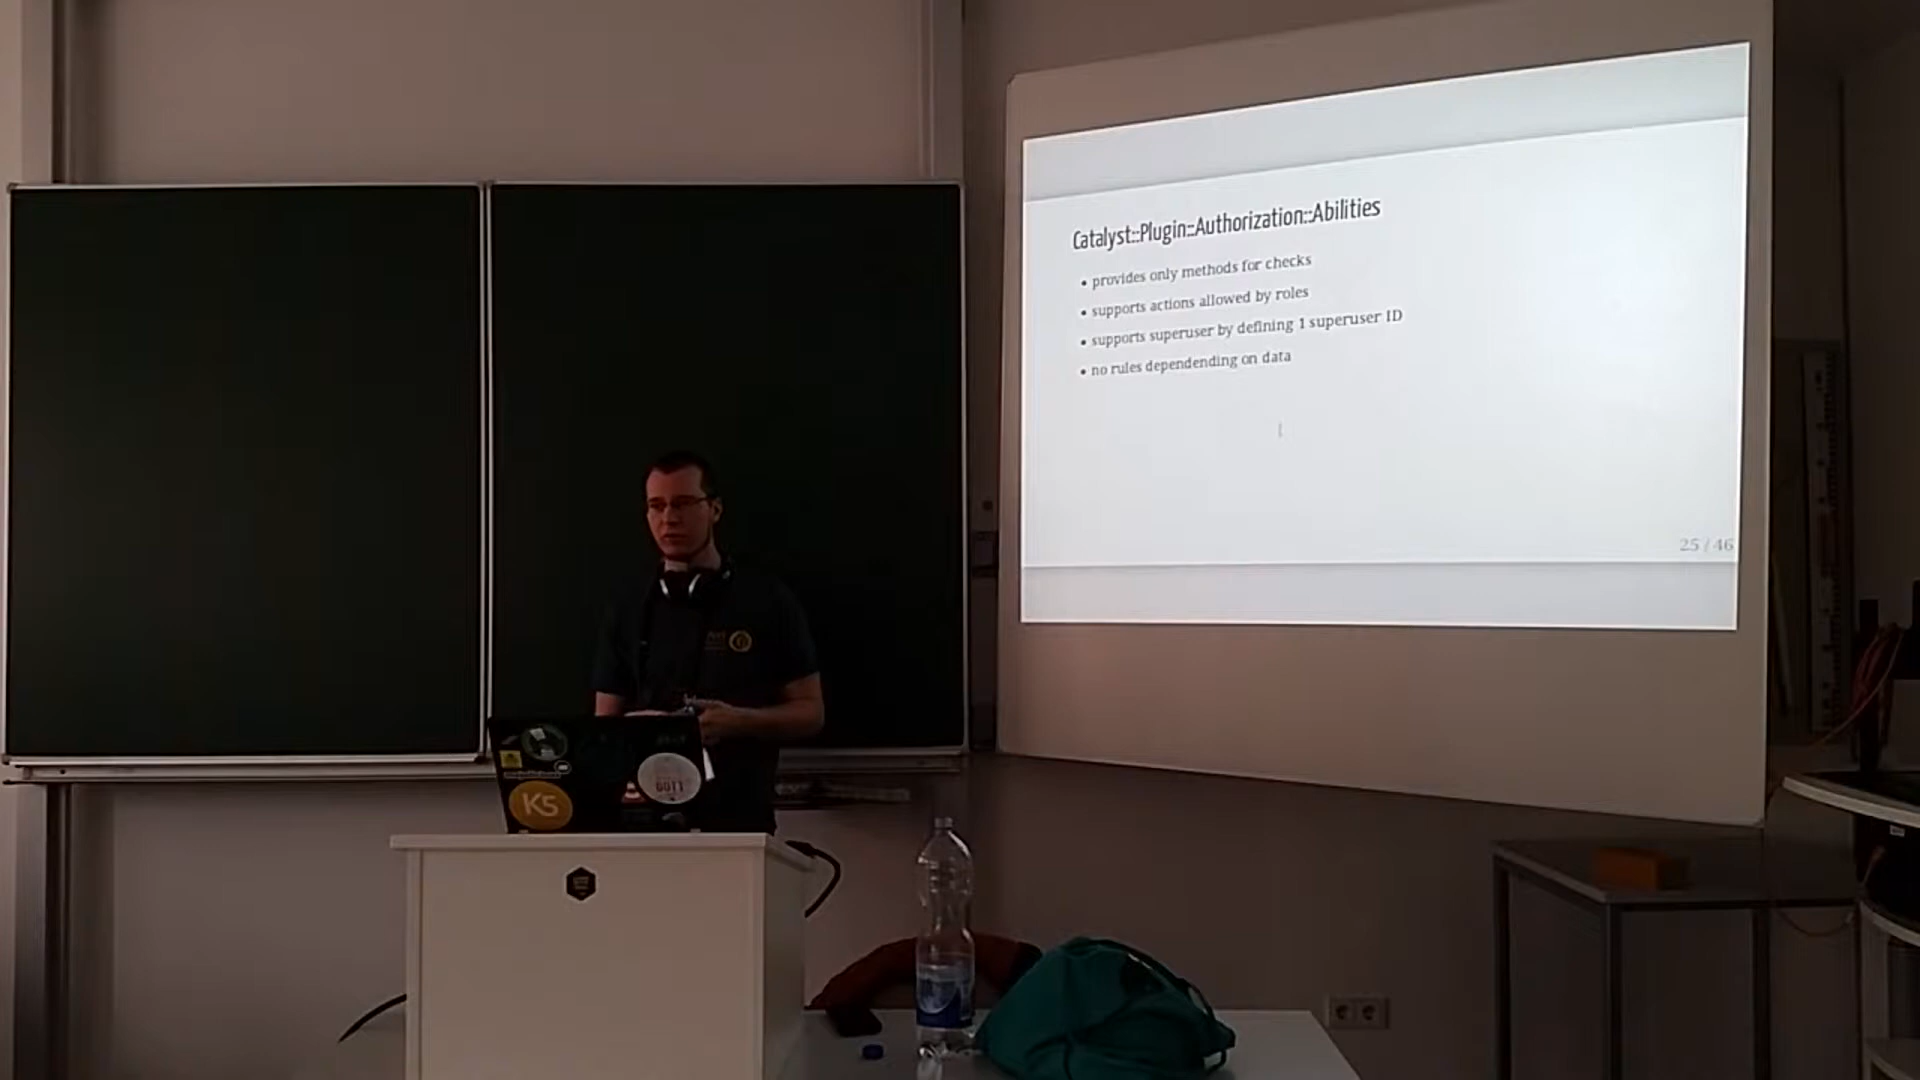 Catalyst::Plugin::Authorization::Abilities
• provides only methods for checks
• supports actions allowed by roles
• supports superuser by defining 1 superuser ID
• no rules dependending on data
25 / 46
K5